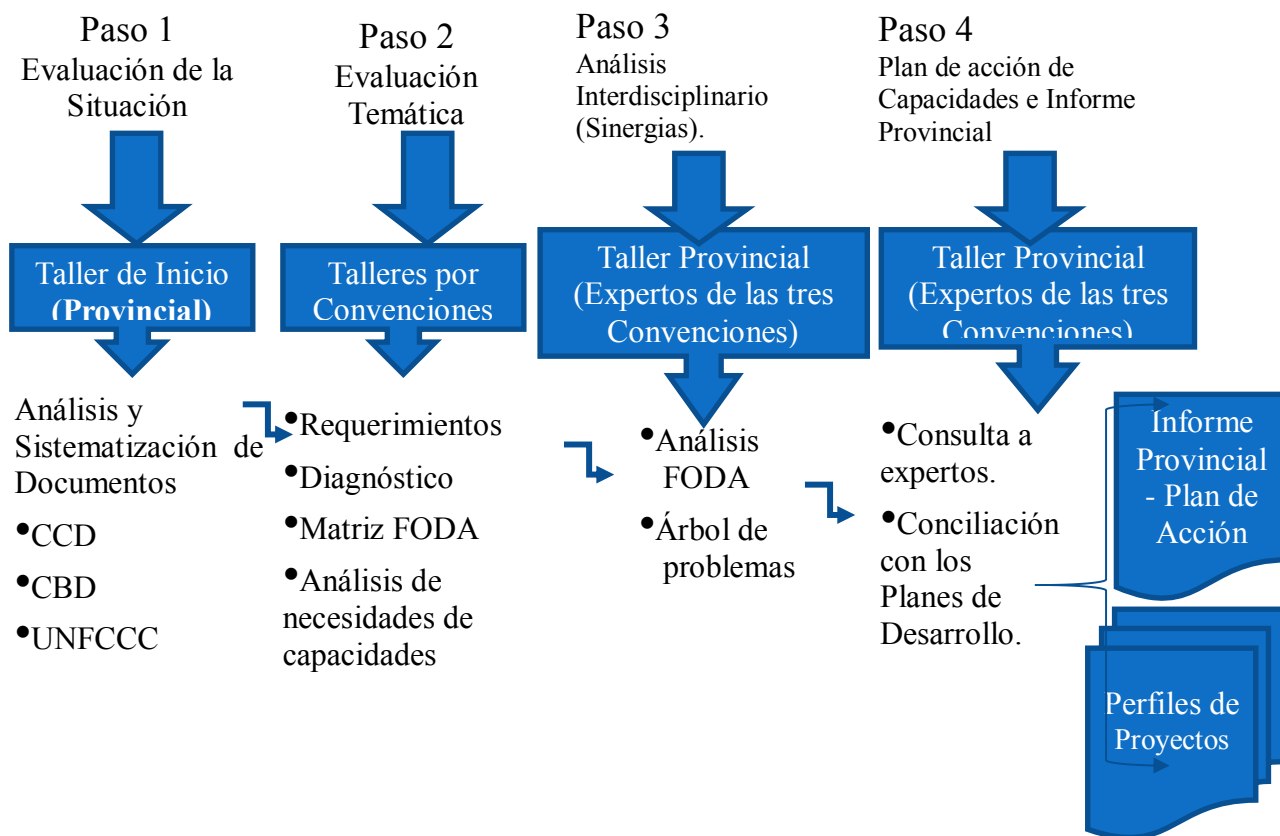 Paso 1
Evaluación de la
Situación
Taller de Inicio
(Provincial)
Análisis y
Sistematización de
Documentos
•CCD
•CBD
•UNFCCC
Paso 2
Evaluación
Temática
Talleres por
Convenciones
•Requerimientos
•Diagnóstico
•Matriz FODA
•Análisis de
necesidades de
capacidades
Paso 3
Análisis
Interdisciplinario
(Sinergias).
Taller Provincial
(Expertos de las tres
Convenciones)
•Análisis
FODA
•Árbol de
problemas
Paso 4
Plan de acción de
Capacidades e Informe
Provincial
Taller Provincial
(Expertos de las tres
Convenciones)
•Consulta a
expertos.
•Conciliación
con los
Planes de
Desarrollo.
Informe
Provincial
- Plan de
Acción
Perfiles de
Proyectos